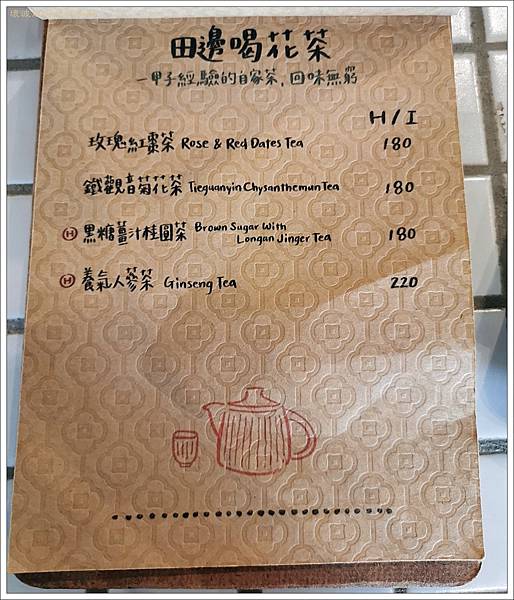 田邊喝花茶
一甲子經驗的自家茶, 回味無窮
H / I
玫瑰紅棗茶 Rose & Red Dates Tea 180
鐵觀音菊花茶 Tieguanyin Chysanthemun Tea 180
Ⓗ 黑糖薑汁桂圓茶 Brown Sugar With
Longan Jinger Tea 180
Ⓗ 養氣人蔘茶 Ginseng Tea 220